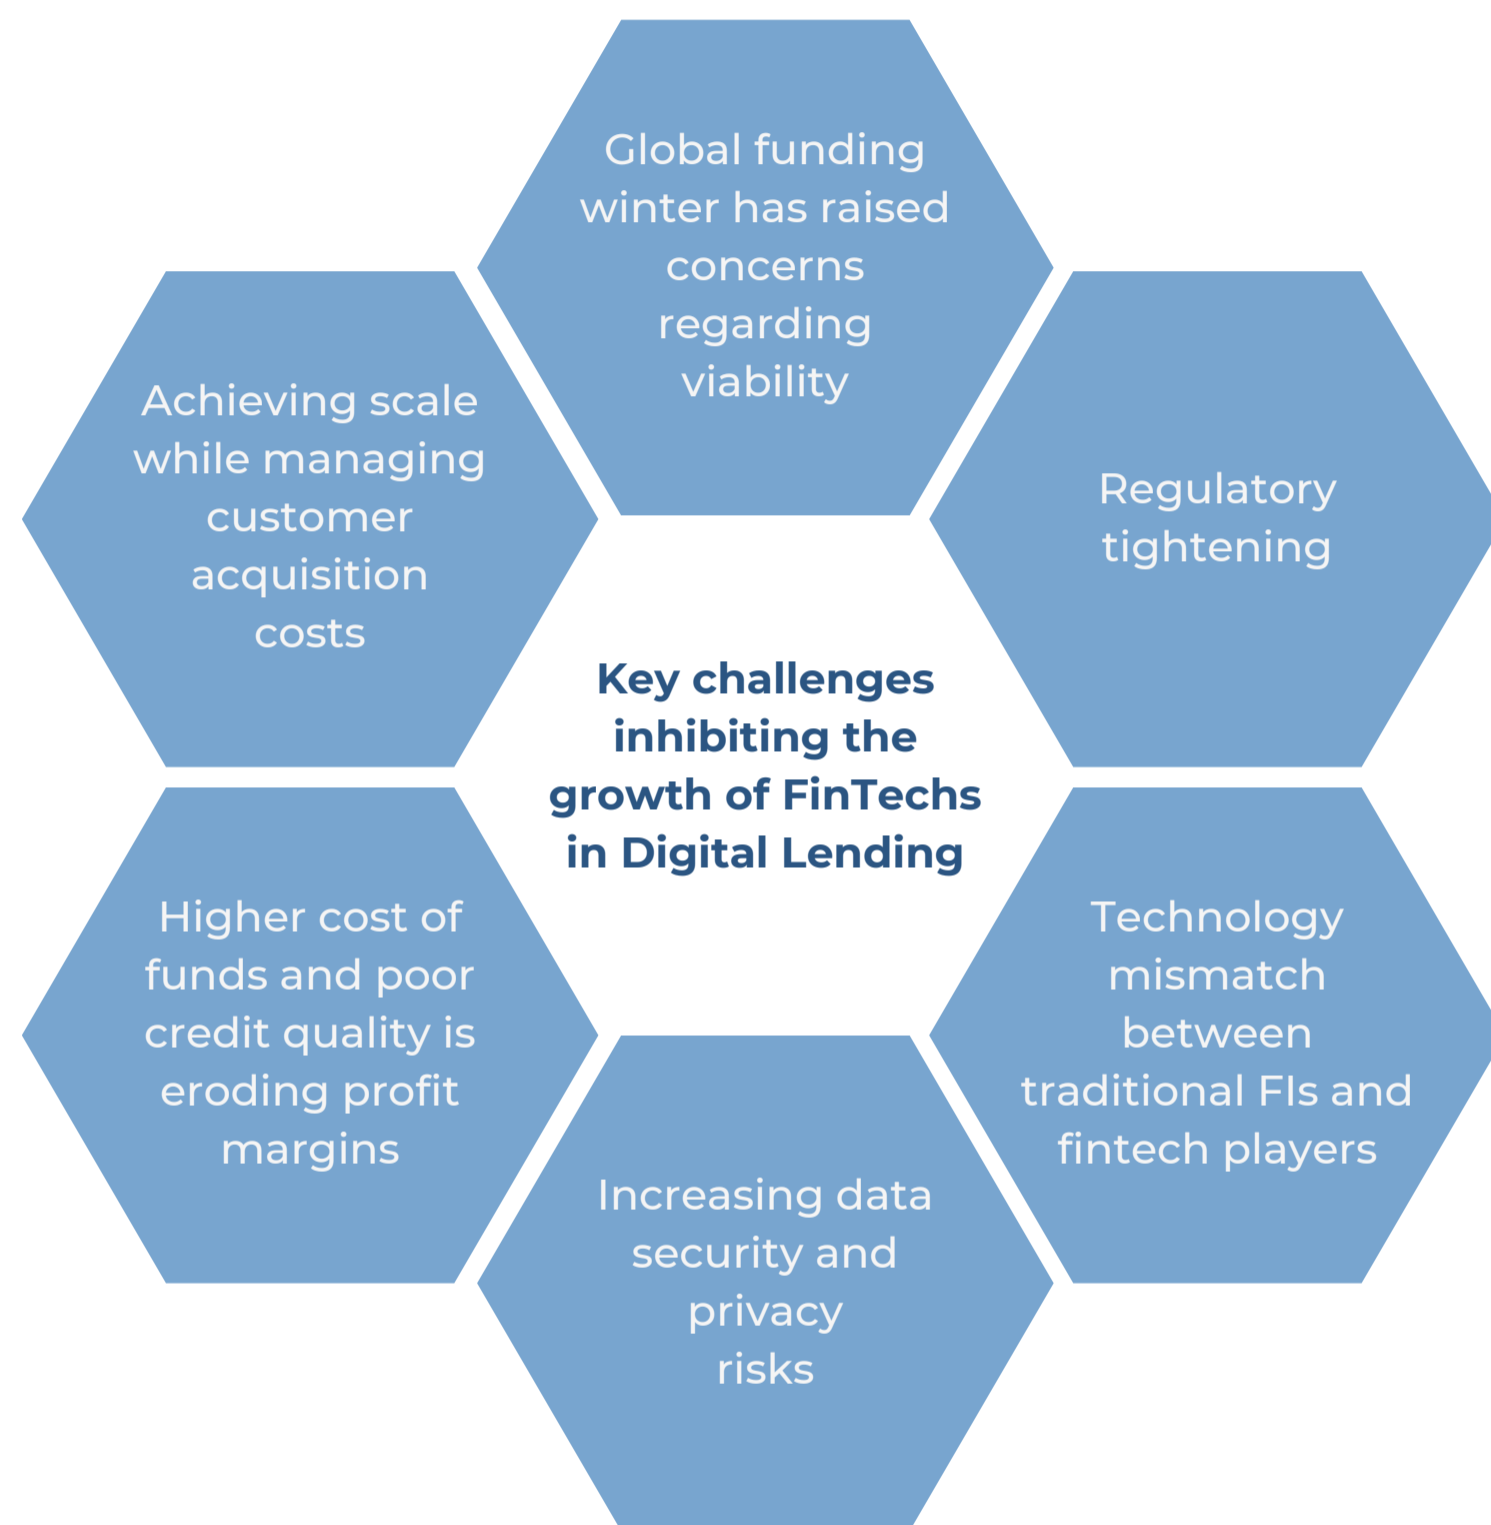 Global funding
winter has raised
concerns
regarding
viability
Achieving scale
while managing
customer
acquisition
costs
Regulatory
tightening
Key challenges
inhibiting the
growth of FinTechs
in Digital Lending
Higher cost of
funds and poor
credit quality is
eroding profit
margins
Technology
mismatch
between
traditional FIs and
fintech players
Increasing data
security and
privacy
risks